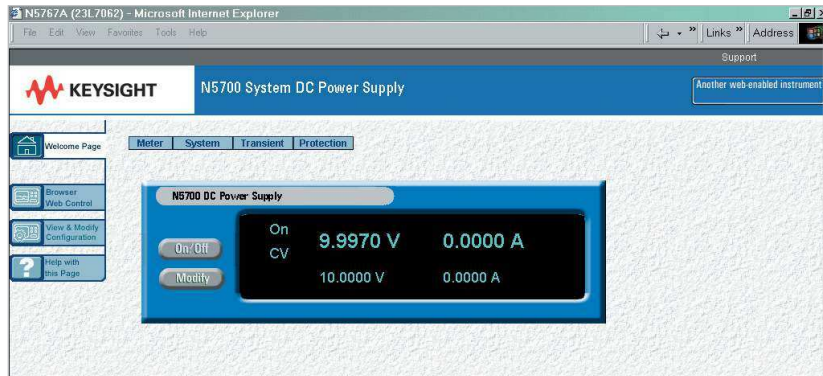 N5767A (23L7062) - Microsoft Internet Explorer
File Edit View Favorites Tools Help
Links » Address
Support
KEYSIGHT
N5700 System DC Power Supply
Another web-enabled instrument
Welcome Page
Meter System Transient Protection
Browser
Web Control
View & Modify
Configuration
? Help with
this Page
N5700 DC Power Supply
On/Off
Modify
On
CV
9.9970 V 0.0000 A
10.0000 V 0.0000 A